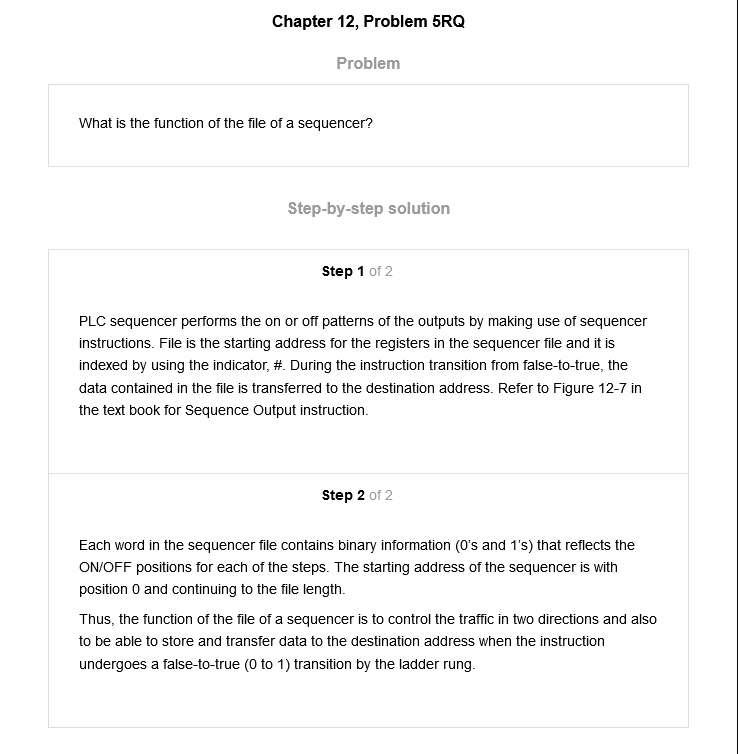 Chapter 12, Problem 5RQ
Problem
What is the function of the file of a sequencer?
Step-by-step solution
Step 1 of 2
PLC sequencer performs the on or off patterns of the outputs by making use of sequencer
instructions. File is the starting address for the registers in the sequencer file and it is
indexed by using the indicator, #. During the instruction transition from false-to-true, the
data contained in the file is transferred to the destination address. Refer to Figure 12-7 in
the text book for Sequence Output instruction.
Step 2 of 2
Each word in the sequencer file contains binary information (0's and 1's) that reflects the
ON/OFF positions for each of the steps. The starting address of the sequencer is with
position 0 and continuing to the file length.
Thus, the function of the file of a sequencer is to control the traffic in two directions and also
to be able to store and transfer data to the destination address when the instruction
undergoes a false-to-true (0 to 1) transition by the ladder rung.